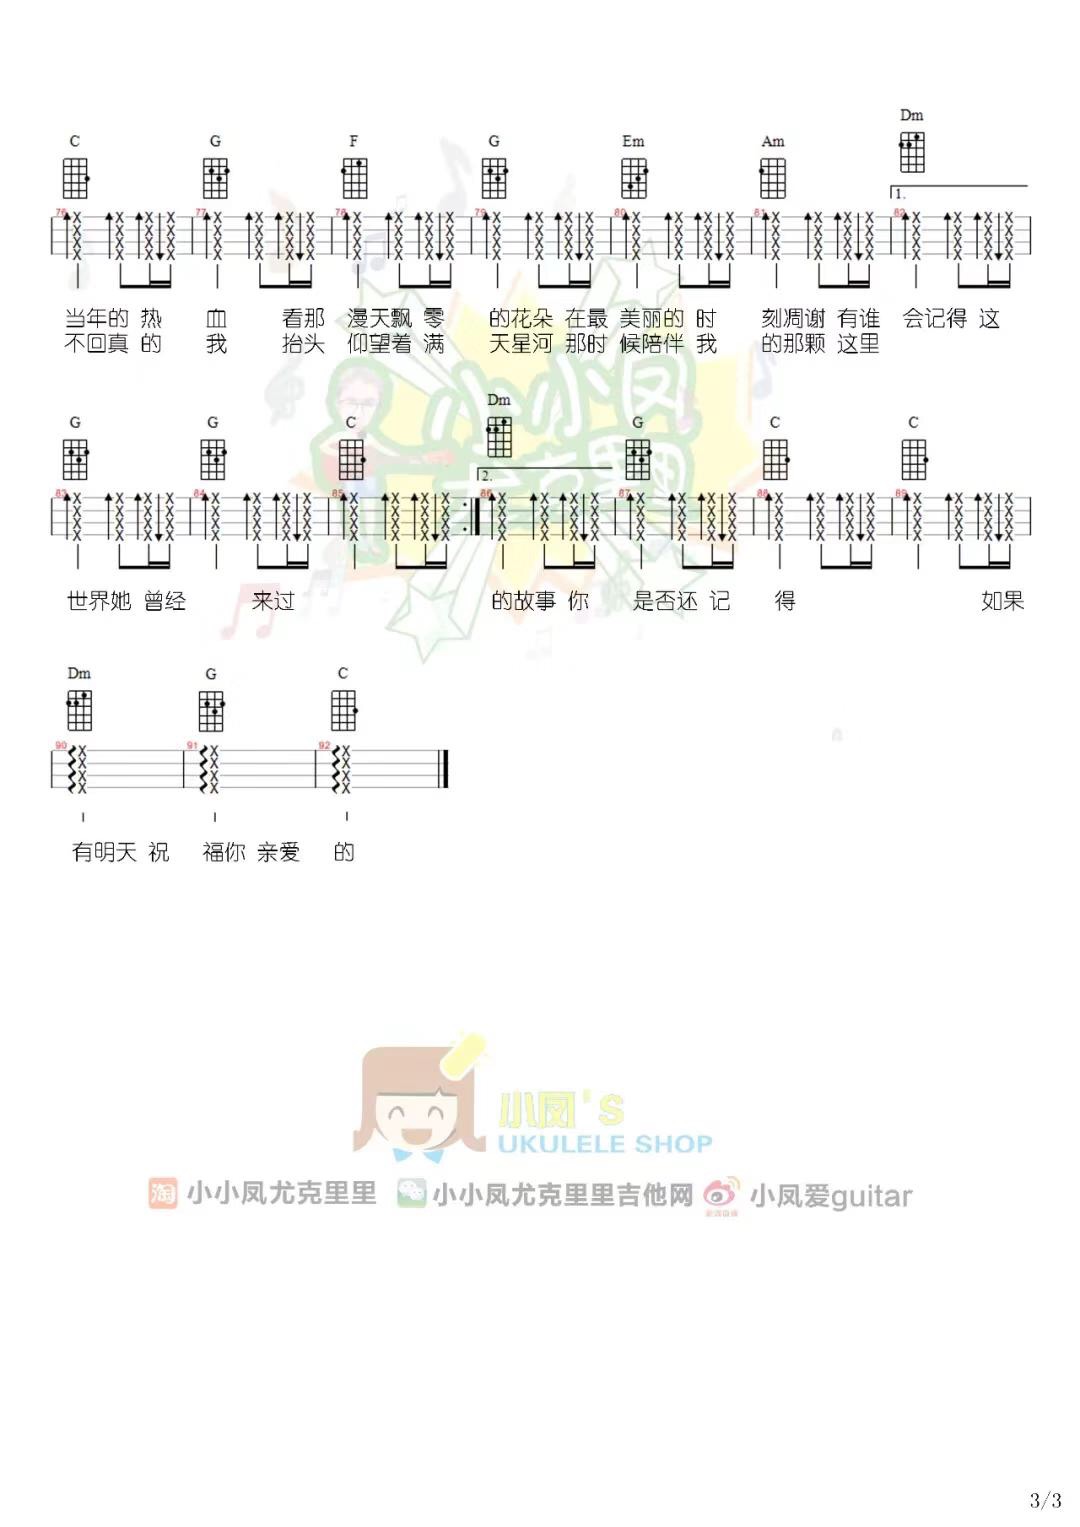 C G F G Em Am Dm
1.
76 77 78 79 80 81 82
当年的 热 血 看那 漫天飘 零 的花朵 在最 美丽的 时 刻凋谢 有谁 会记得 这
不回真 的 我 抬头 仰望着 满 天星河 那时 候陪伴 我 的那颗 这里
G G C Dm G C C
2.
83 84 85 86 87 88 89
世界她 曾经 来过 的故事 你 是否还 记 得 如果
Dm G C
90 91 92
有明天 祝 福你 亲爱 的
小小凤
小凤's
UKULELE SHOP
淘 小小凤尤克里里 小小凤尤克里里吉他网 小凤爱guitar
3/3